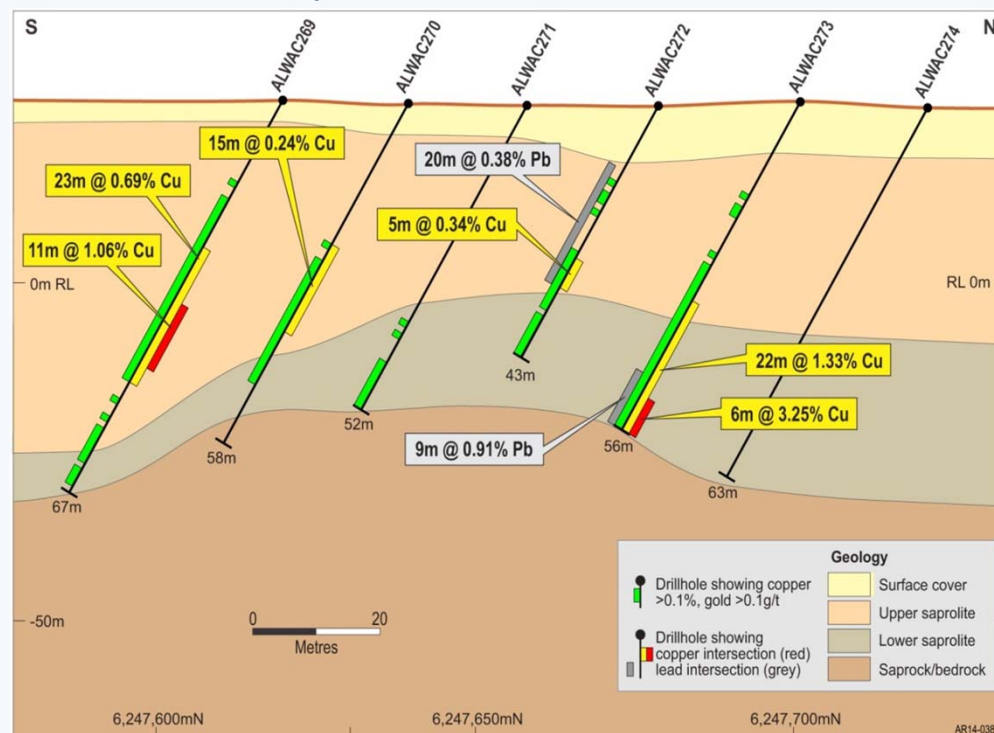 S
N
ALWAC269
ALWAC270
ALWAC271
ALWAC272
ALWAC273
ALWAC274
15m @ 0.24% Cu
20m @ 0.38% Pb
23m @ 0.69% Cu
5m @ 0.34% Cu
11m @ 1.06% Cu
0m RL
RL 0m
22m @ 1.33% Cu
43m
6m @ 3.25% Cu
52m
9m @ 0.91% Pb
56m
58m
63m
67m
-50m
0
20
Metres
Drillhole showing copper
>0.1%, gold >0.1g/t
Drillhole showing
copper intersection (red)
lead intersection (grey)
Geology
Surface cover
Upper saprolite
Lower saprolite
Saprock/bedrock
6,247,600mN
6,247,650mN
6,247,700mN
AR14-038